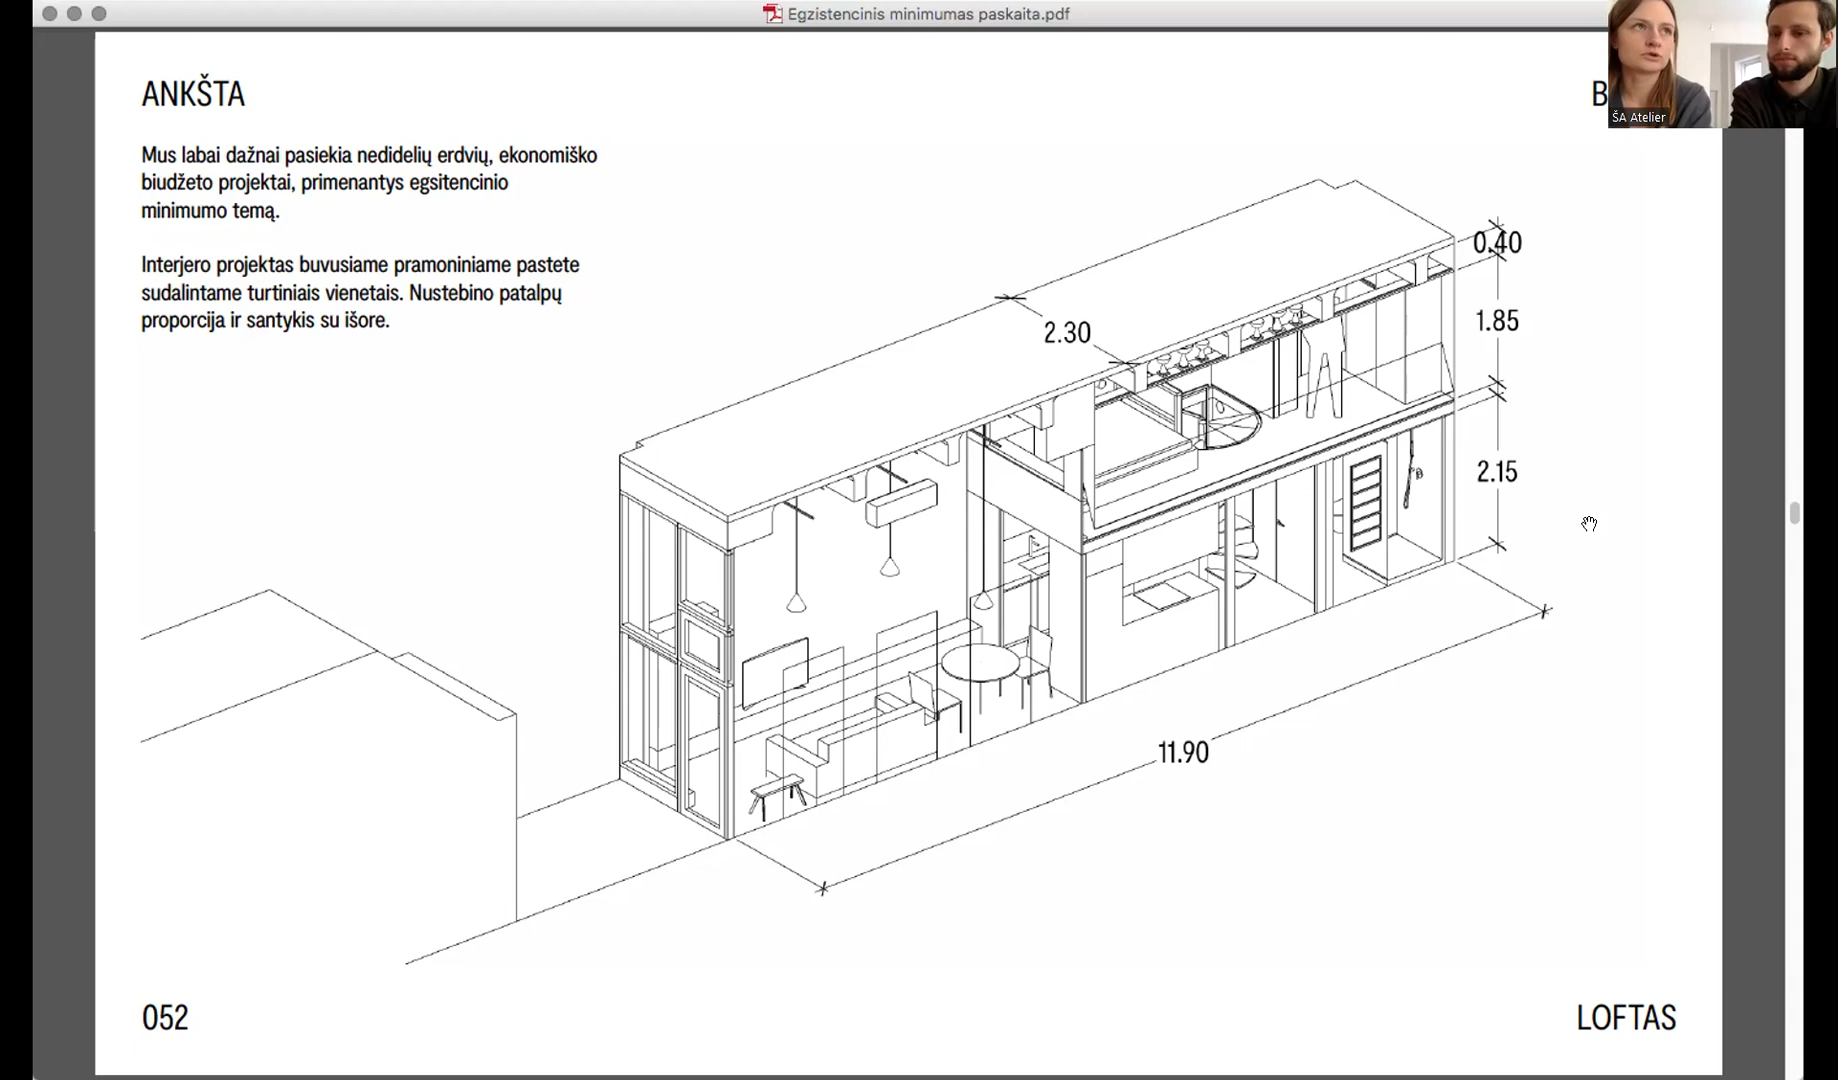 Egzistencinis minimumas paskaita.pdf
ANKŠTA
B
ŠA Atelier
Mus labai dažnai pasiekia nedidelių erdvių, ekonomiško
biudžeto projektai, primenantys egsitencinio
minimumo temą.
Interjero projektas buvusiame pramoniniame pastete
sudalintame turtiniais vienetais. Nustebino patalpų
proporcija ir santykis su išore.
0.40
2.30
1.85
2.15
11.90
052
LOFTAS